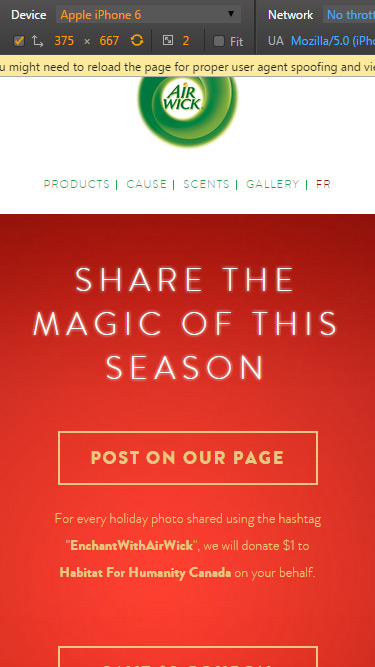 Device Apple iPhone 6 Network No thrott
375 × 667 2 Fit UA Mozilla/5.0 (iPho
u might need to reload the page for proper user agent spoofing and vie
AIR
WICK
PRODUCTS | CAUSE | SCENTS | GALLERY | FR
SHARE THE
MAGIC OF THIS
SEASON
POST ON OUR PAGE
For every holiday photo shared using the hashtag
"EnchantWithAirWick", we will donate $1 to
Habitat For Humanity Canada on your behalf.